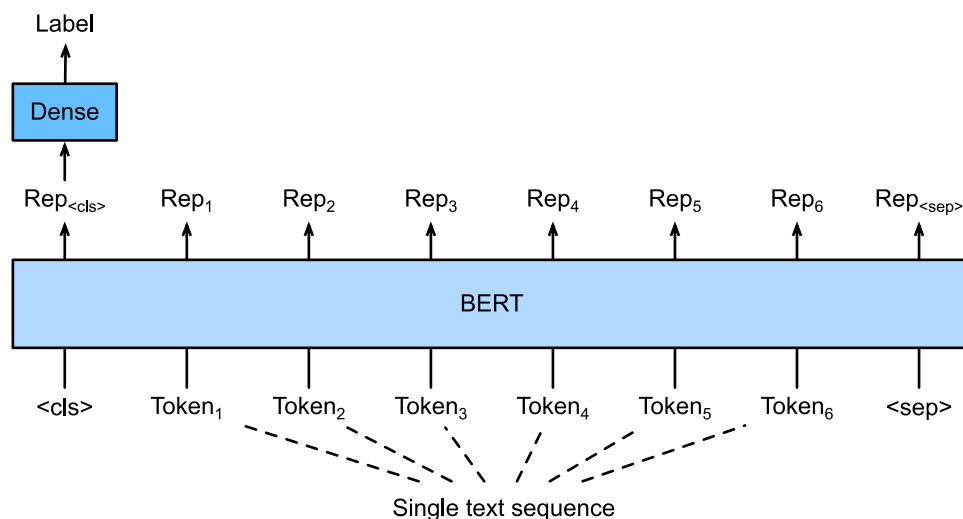 Label
Dense
Rep<cls> Rep1 Rep2 Rep3 Rep4 Rep5 Rep6 Rep<sep>
BERT
<cls> Token1 Token2 Token3 Token4 Token5 Token6 <sep>
Single text sequence